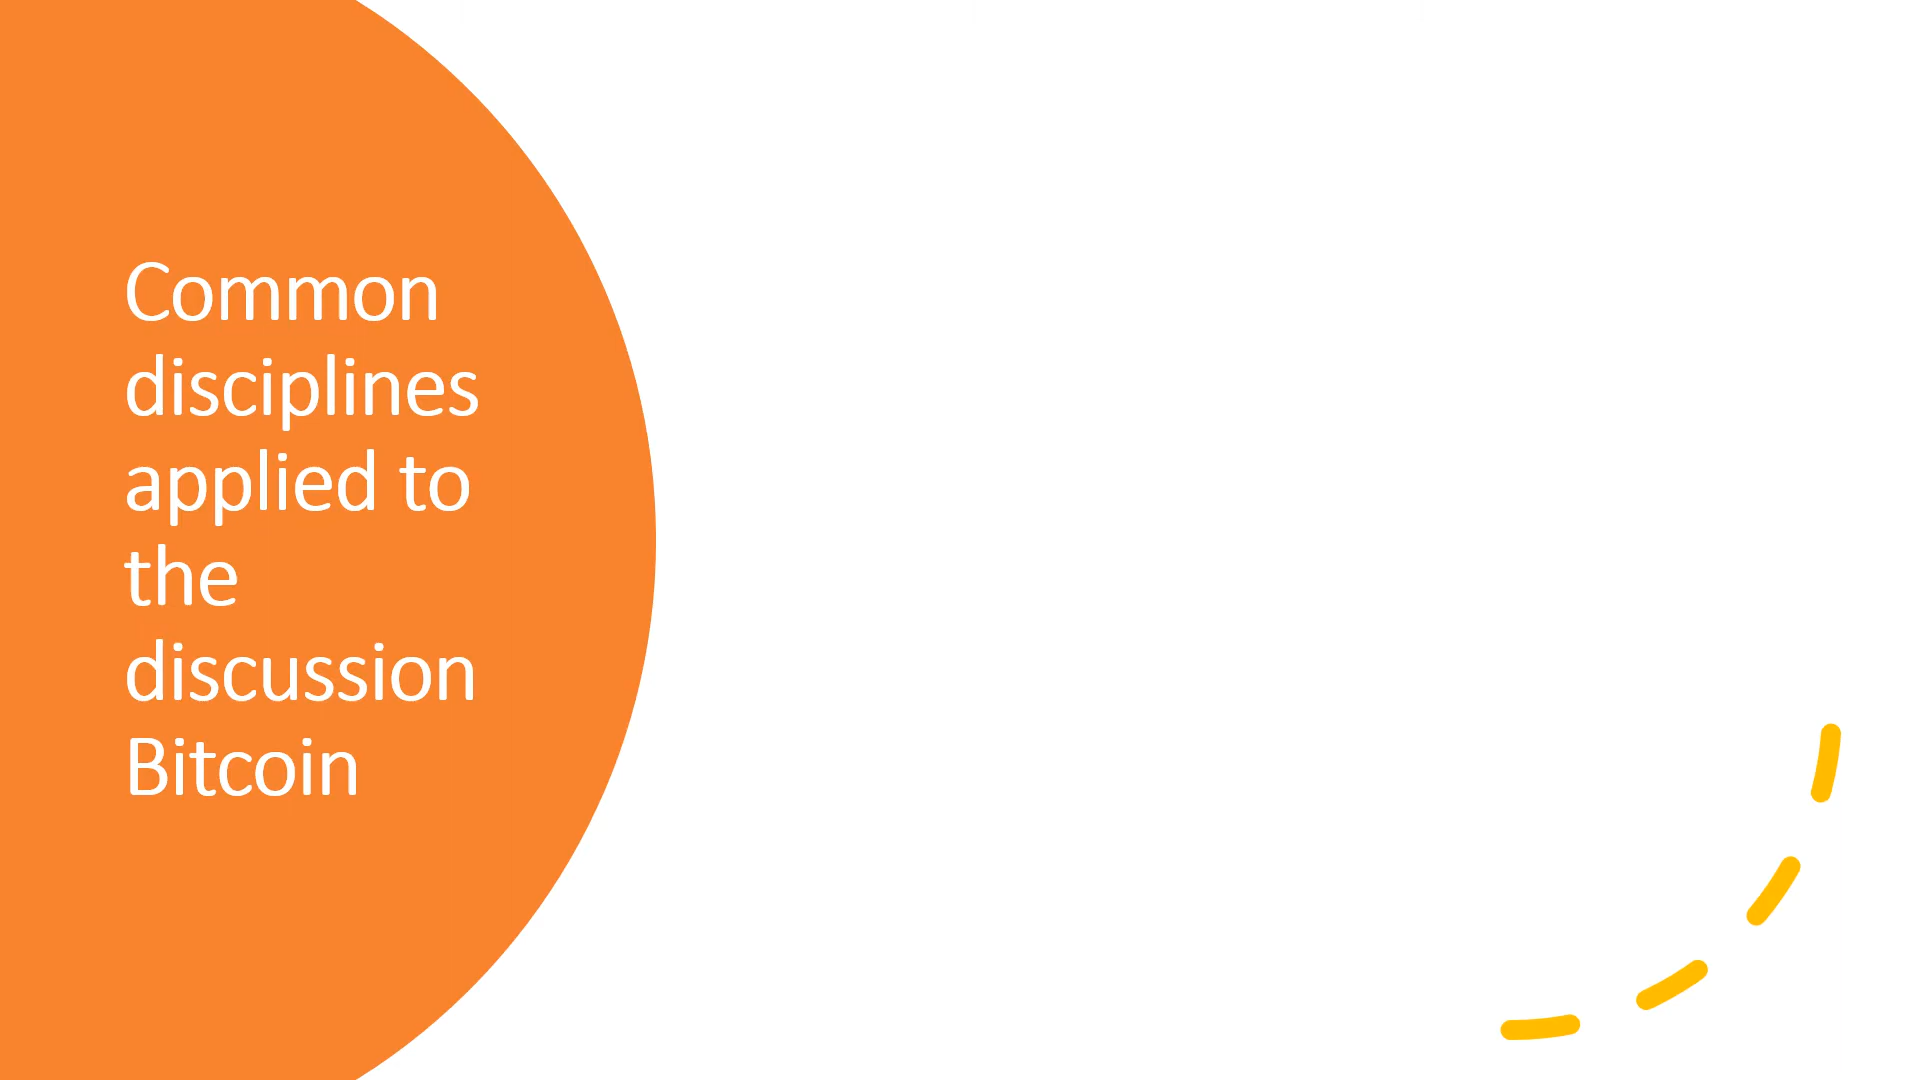 Common
disciplines
applied to
the
discussion
Bitcoin